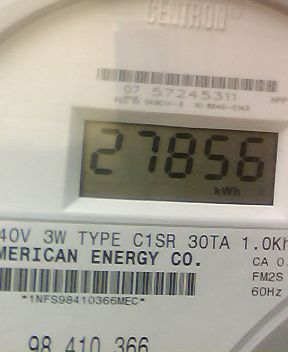 CENTRON®
07 57245311
27856
kWh
40V 3W TYPE C1SR 30TA 1.0Kh
MERICAN ENERGY CO.
CA 0.
FM2S
*1NFS98410366MEC*
60Hz
98 410 366